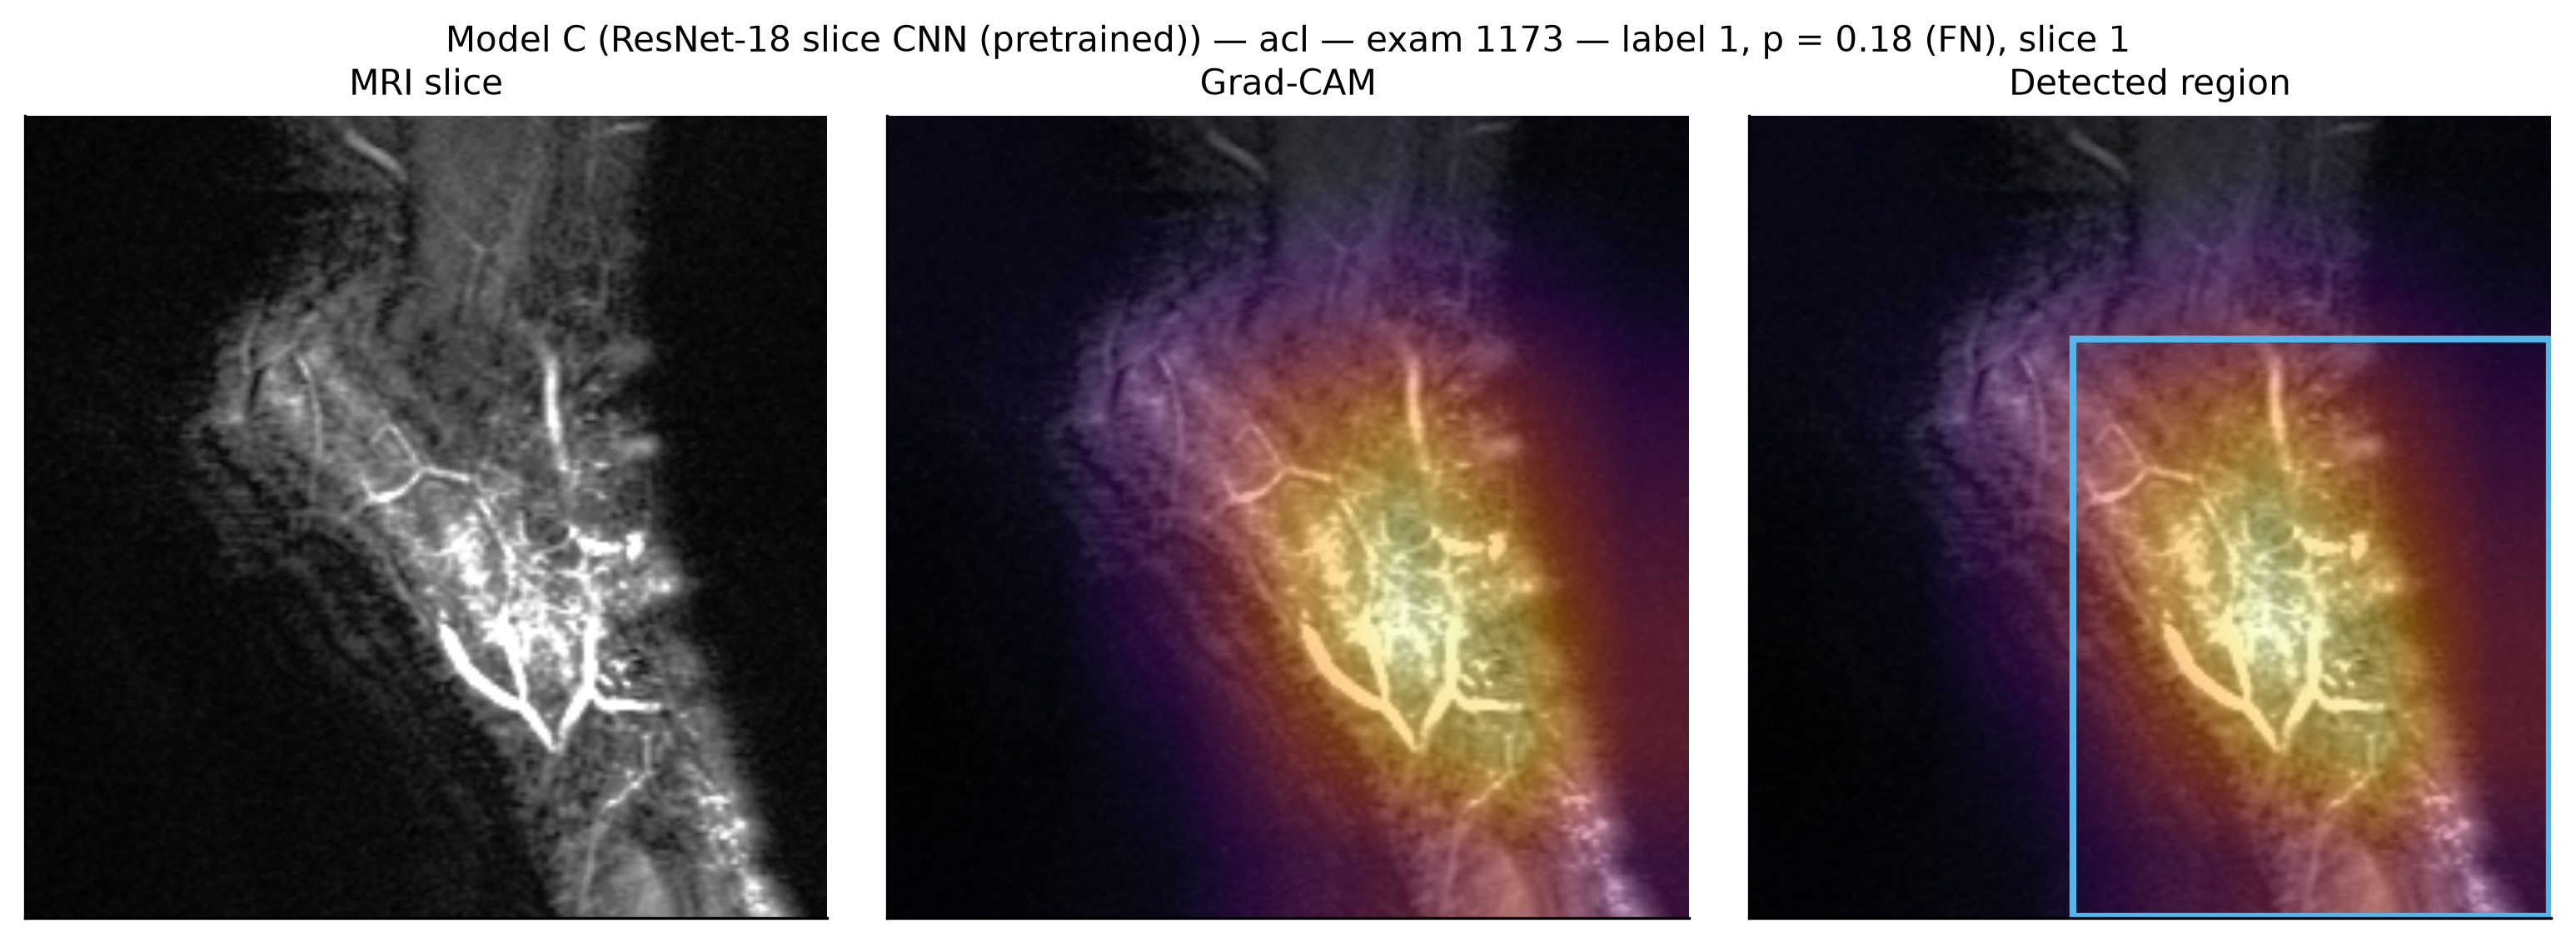 Model C (ResNet-18 slice CNN (pretrained)) — acl — exam 1173 — label 1, p = 0.18 (FN), slice 1
MRI slice
Grad-CAM
Detected region